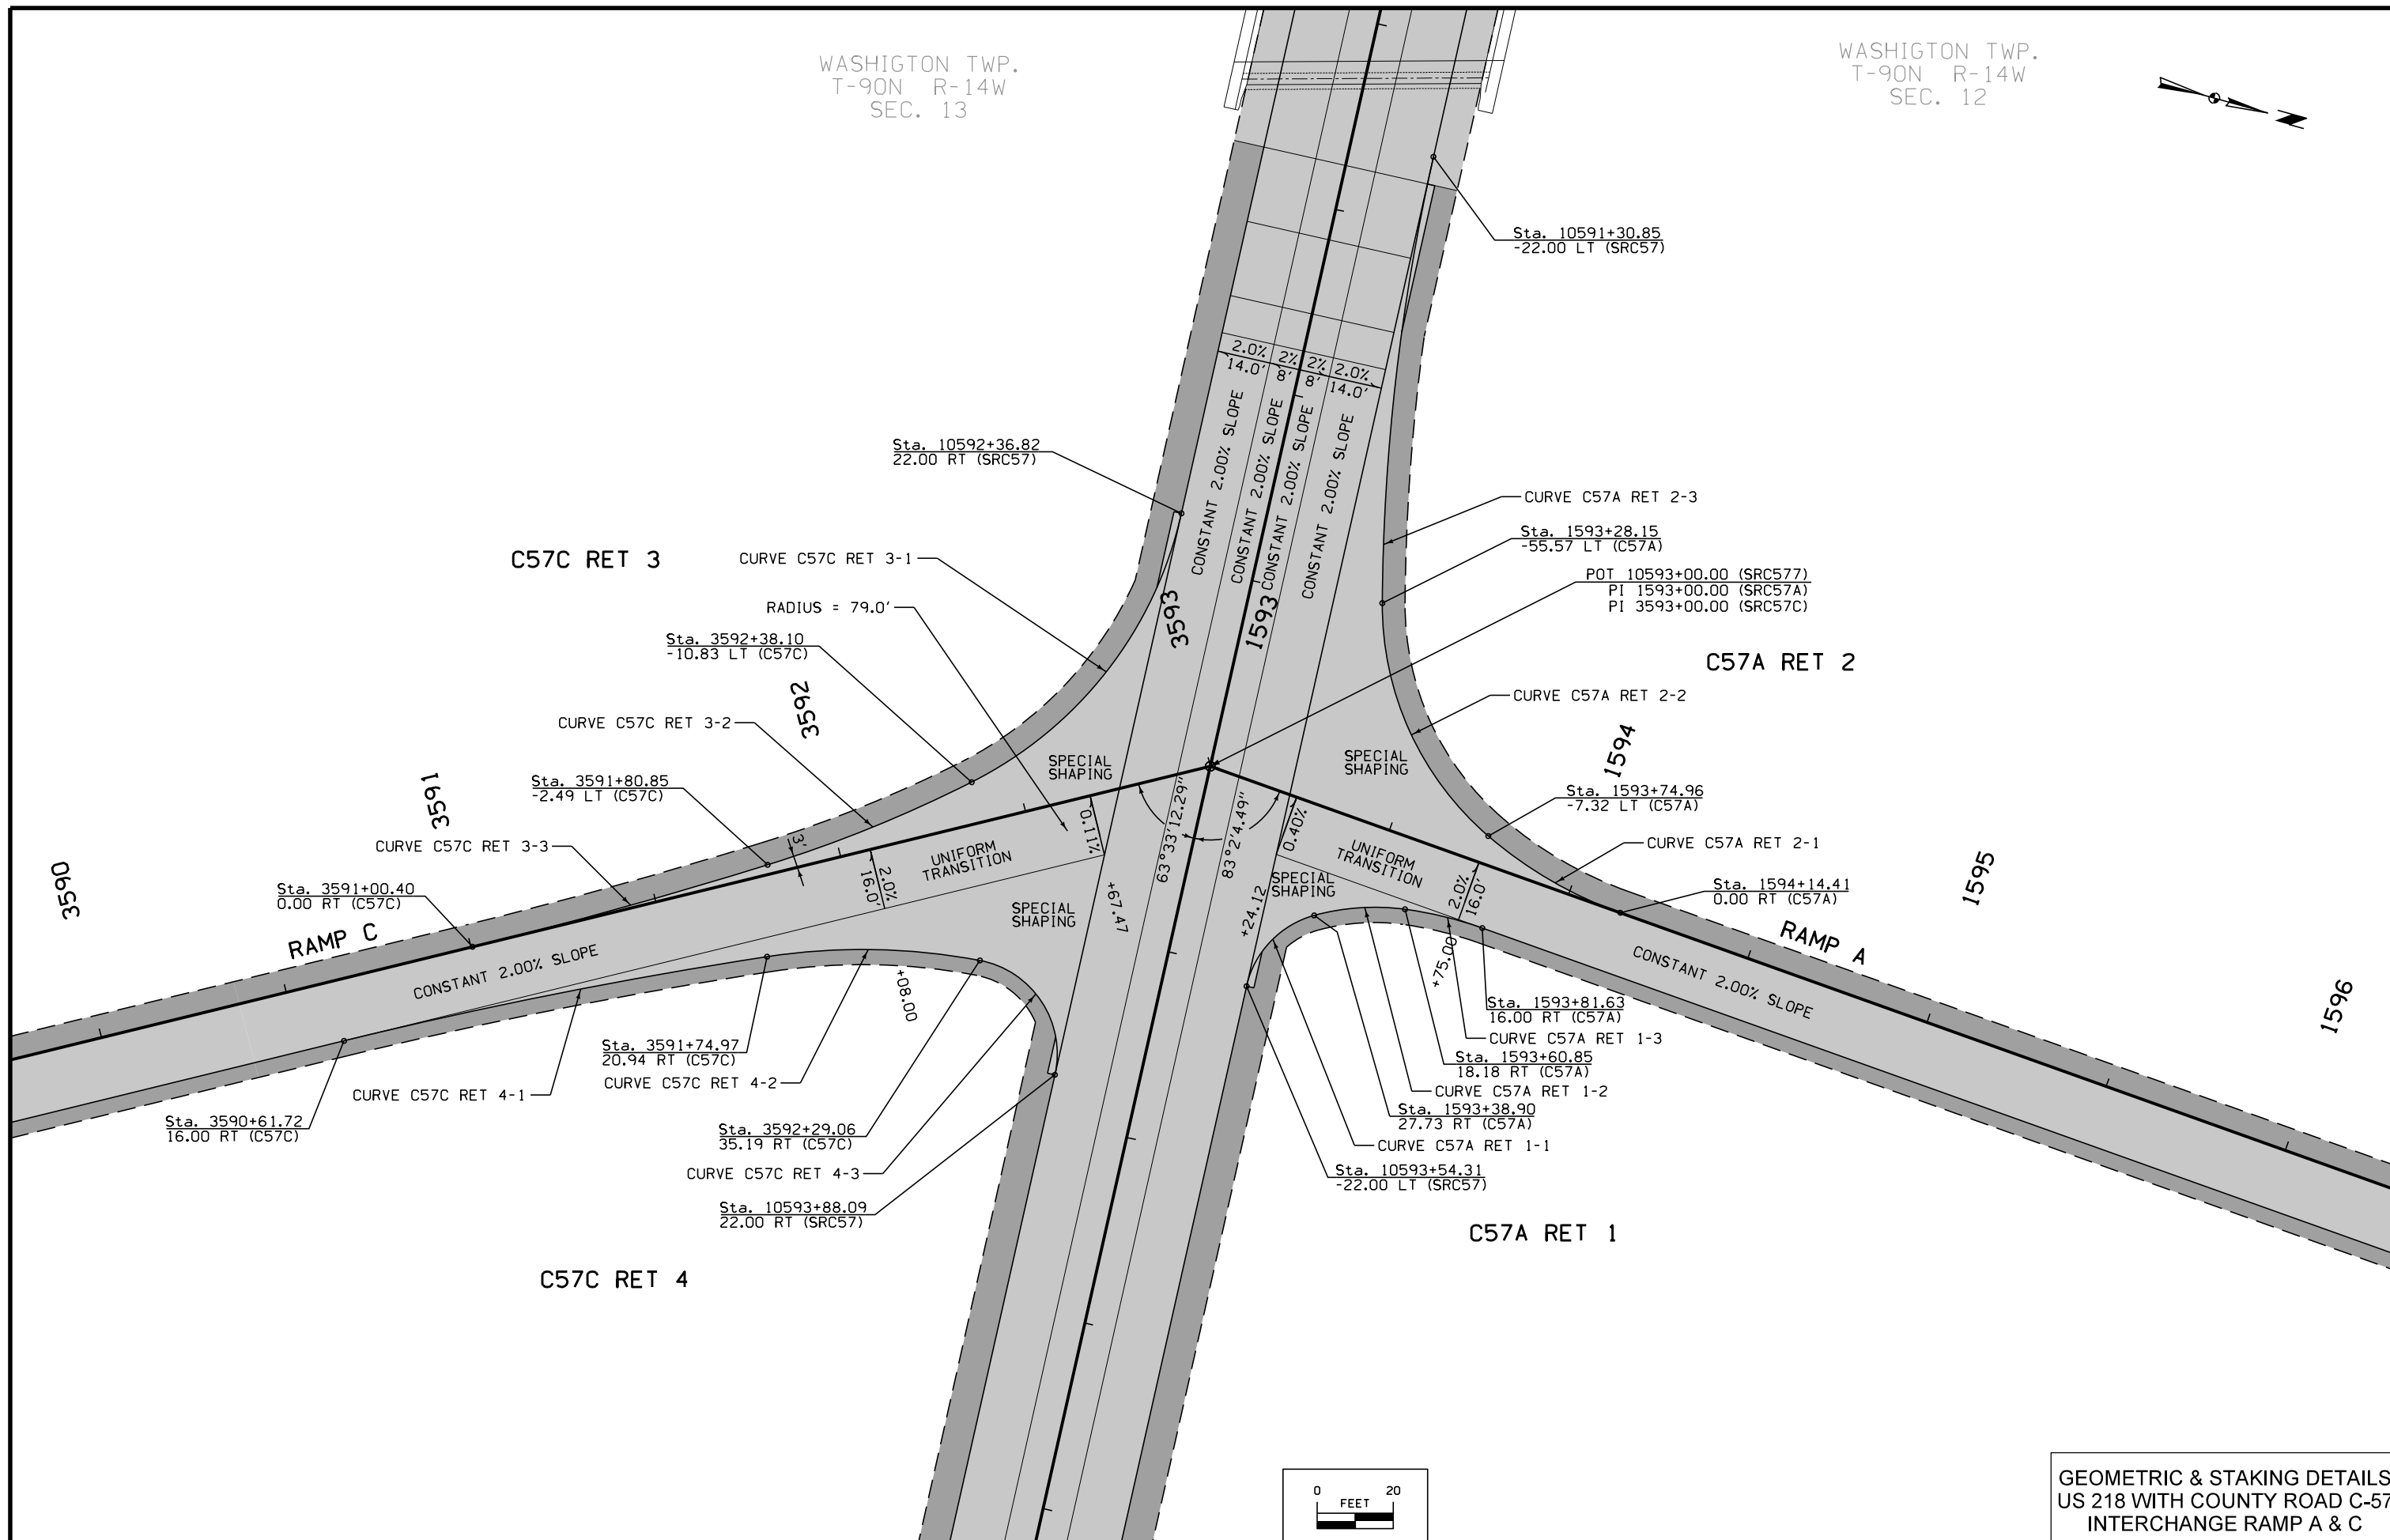 WASHIGTON TWP.
T-90N R-14W
SEC. 13
WASHIGTON TWP.
T-90N R-14W
SEC. 12
N
Sta. 10591+30.85
-22.00 LT (SRC57)
2.0% 2% 2% 2.0%
14.0' 8' 8' 14.0'
CONSTANT 2.00% SLOPE
CONSTANT 2.00% SLOPE
CONSTANT 2.00% SLOPE
CONSTANT 2.00% SLOPE
Sta. 10592+36.82
22.00 RT (SRC57)
CURVE C57A RET 2-3
Sta. 1593+28.15
-55.57 LT (C57A)
C57C RET 3
CURVE C57C RET 3-1
POT 10593+00.00 (SRC577)
PI 1593+00.00 (SRC57A)
PI 3593+00.00 (SRC57C)
RADIUS = 79.0'
3593
1593
Sta. 3592+38.10
-10.83 LT (C57C)
C57A RET 2
CURVE C57A RET 2-2
3592
CURVE C57C RET 3-2
1594
SPECIAL
SHAPING
SPECIAL
SHAPING
Sta. 3591+80.85
-2.49 LT (C57C)
3591
Sta. 1593+74.96
-7.32 LT (C57A)
CURVE C57C RET 3-3
3'
0.11%
63°33'12.29"
83°2'4.49"
0.40%
CURVE C57A RET 2-1
UNIFORM
TRANSITION
UNIFORM
TRANSITION
3590
Sta. 3591+00.40
0.00 RT (C57C)
2.0%
16.0'
SPECIAL
SHAPING
2.0%
16.0'
Sta. 1594+14.41
0.00 RT (C57A)
1595
SPECIAL
SHAPING
+67.47
+24.12
RAMP C
RAMP A
CONSTANT 2.00% SLOPE
CONSTANT 2.00% SLOPE
+08.00
+75.00
Sta. 1593+81.63
16.00 RT (C57A)
1596
CURVE C57A RET 1-3
Sta. 3591+74.97
20.94 RT (C57C)
Sta. 1593+60.85
18.18 RT (C57A)
CURVE C57C RET 4-2
CURVE C57C RET 4-1
CURVE C57A RET 1-2
Sta. 3590+61.72
16.00 RT (C57C)
Sta. 1593+38.90
27.73 RT (C57A)
Sta. 3592+29.06
35.19 RT (C57C)
CURVE C57A RET 1-1
CURVE C57C RET 4-3
Sta. 10593+54.31
-22.00 LT (SRC57)
Sta. 10593+88.09
22.00 RT (SRC57)
C57A RET 1
C57C RET 4
0 20
FEET
GEOMETRIC & STAKING DETAILS
US 218 WITH COUNTY ROAD C-57
INTERCHANGE RAMP A & C